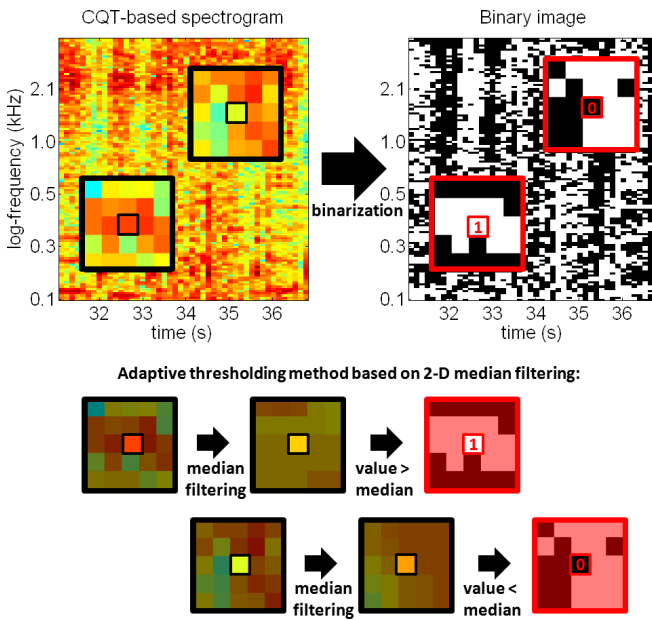 CQT-based spectrogram
Binary image
log-frequency (kHz)
2.1
1.0
0.5
0.3
0.1
32 33 34 35 36
time (s)
binarization
2.1
1.0
0.5
0.3
0.1
0
1
32 33 34 35 36
time (s)
Adaptive thresholding method based on 2-D median filtering:
median
filtering
value >
median
1
median
filtering
value <
median
0